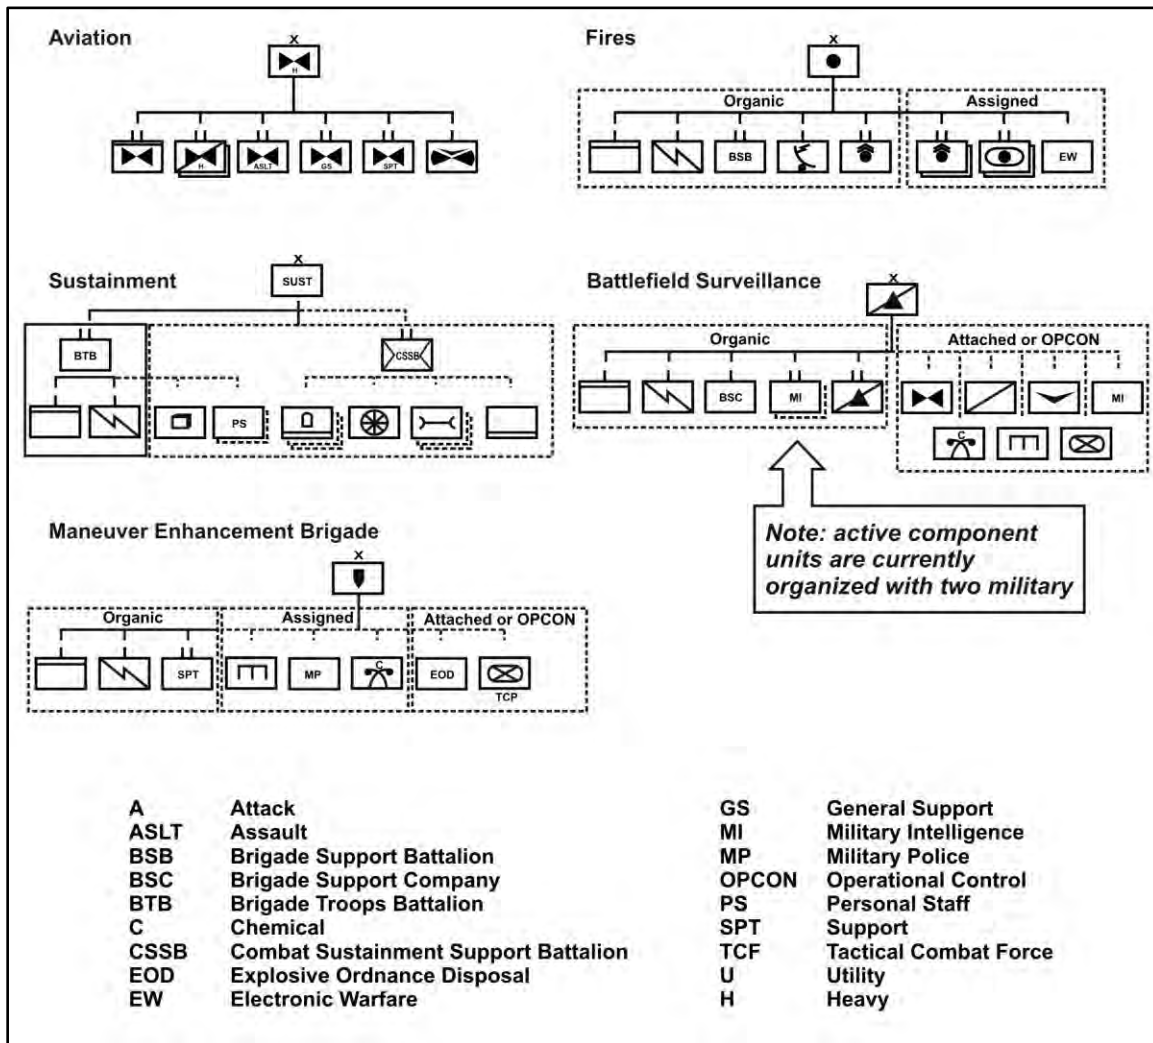 Aviation
X
H
H
ASLT
GS
SPT
Fires
X
Organic
Assigned
BSB
EW
Sustainment
X
SUST
BTB
CSSB
PS
Battlefield Surveillance
X
Organic
Attached or OPCON
BSC
MI
MI
C
Note: active component
units are currently
organized with two military
Maneuver Enhancement Brigade
X
Organic
Assigned
Attached or OPCON
SPT
MP
C
EOD
TCP
A Attack
ASLT Assault
BSB Brigade Support Battalion
BSC Brigade Support Company
BTB Brigade Troops Battalion
C Chemical
CSSB Combat Sustainment Support Battalion
EOD Explosive Ordnance Disposal
EW Electronic Warfare
GS General Support
MI Military Intelligence
MP Military Police
OPCON Operational Control
PS Personal Staff
SPT Support
TCF Tactical Combat Force
U Utility
H Heavy